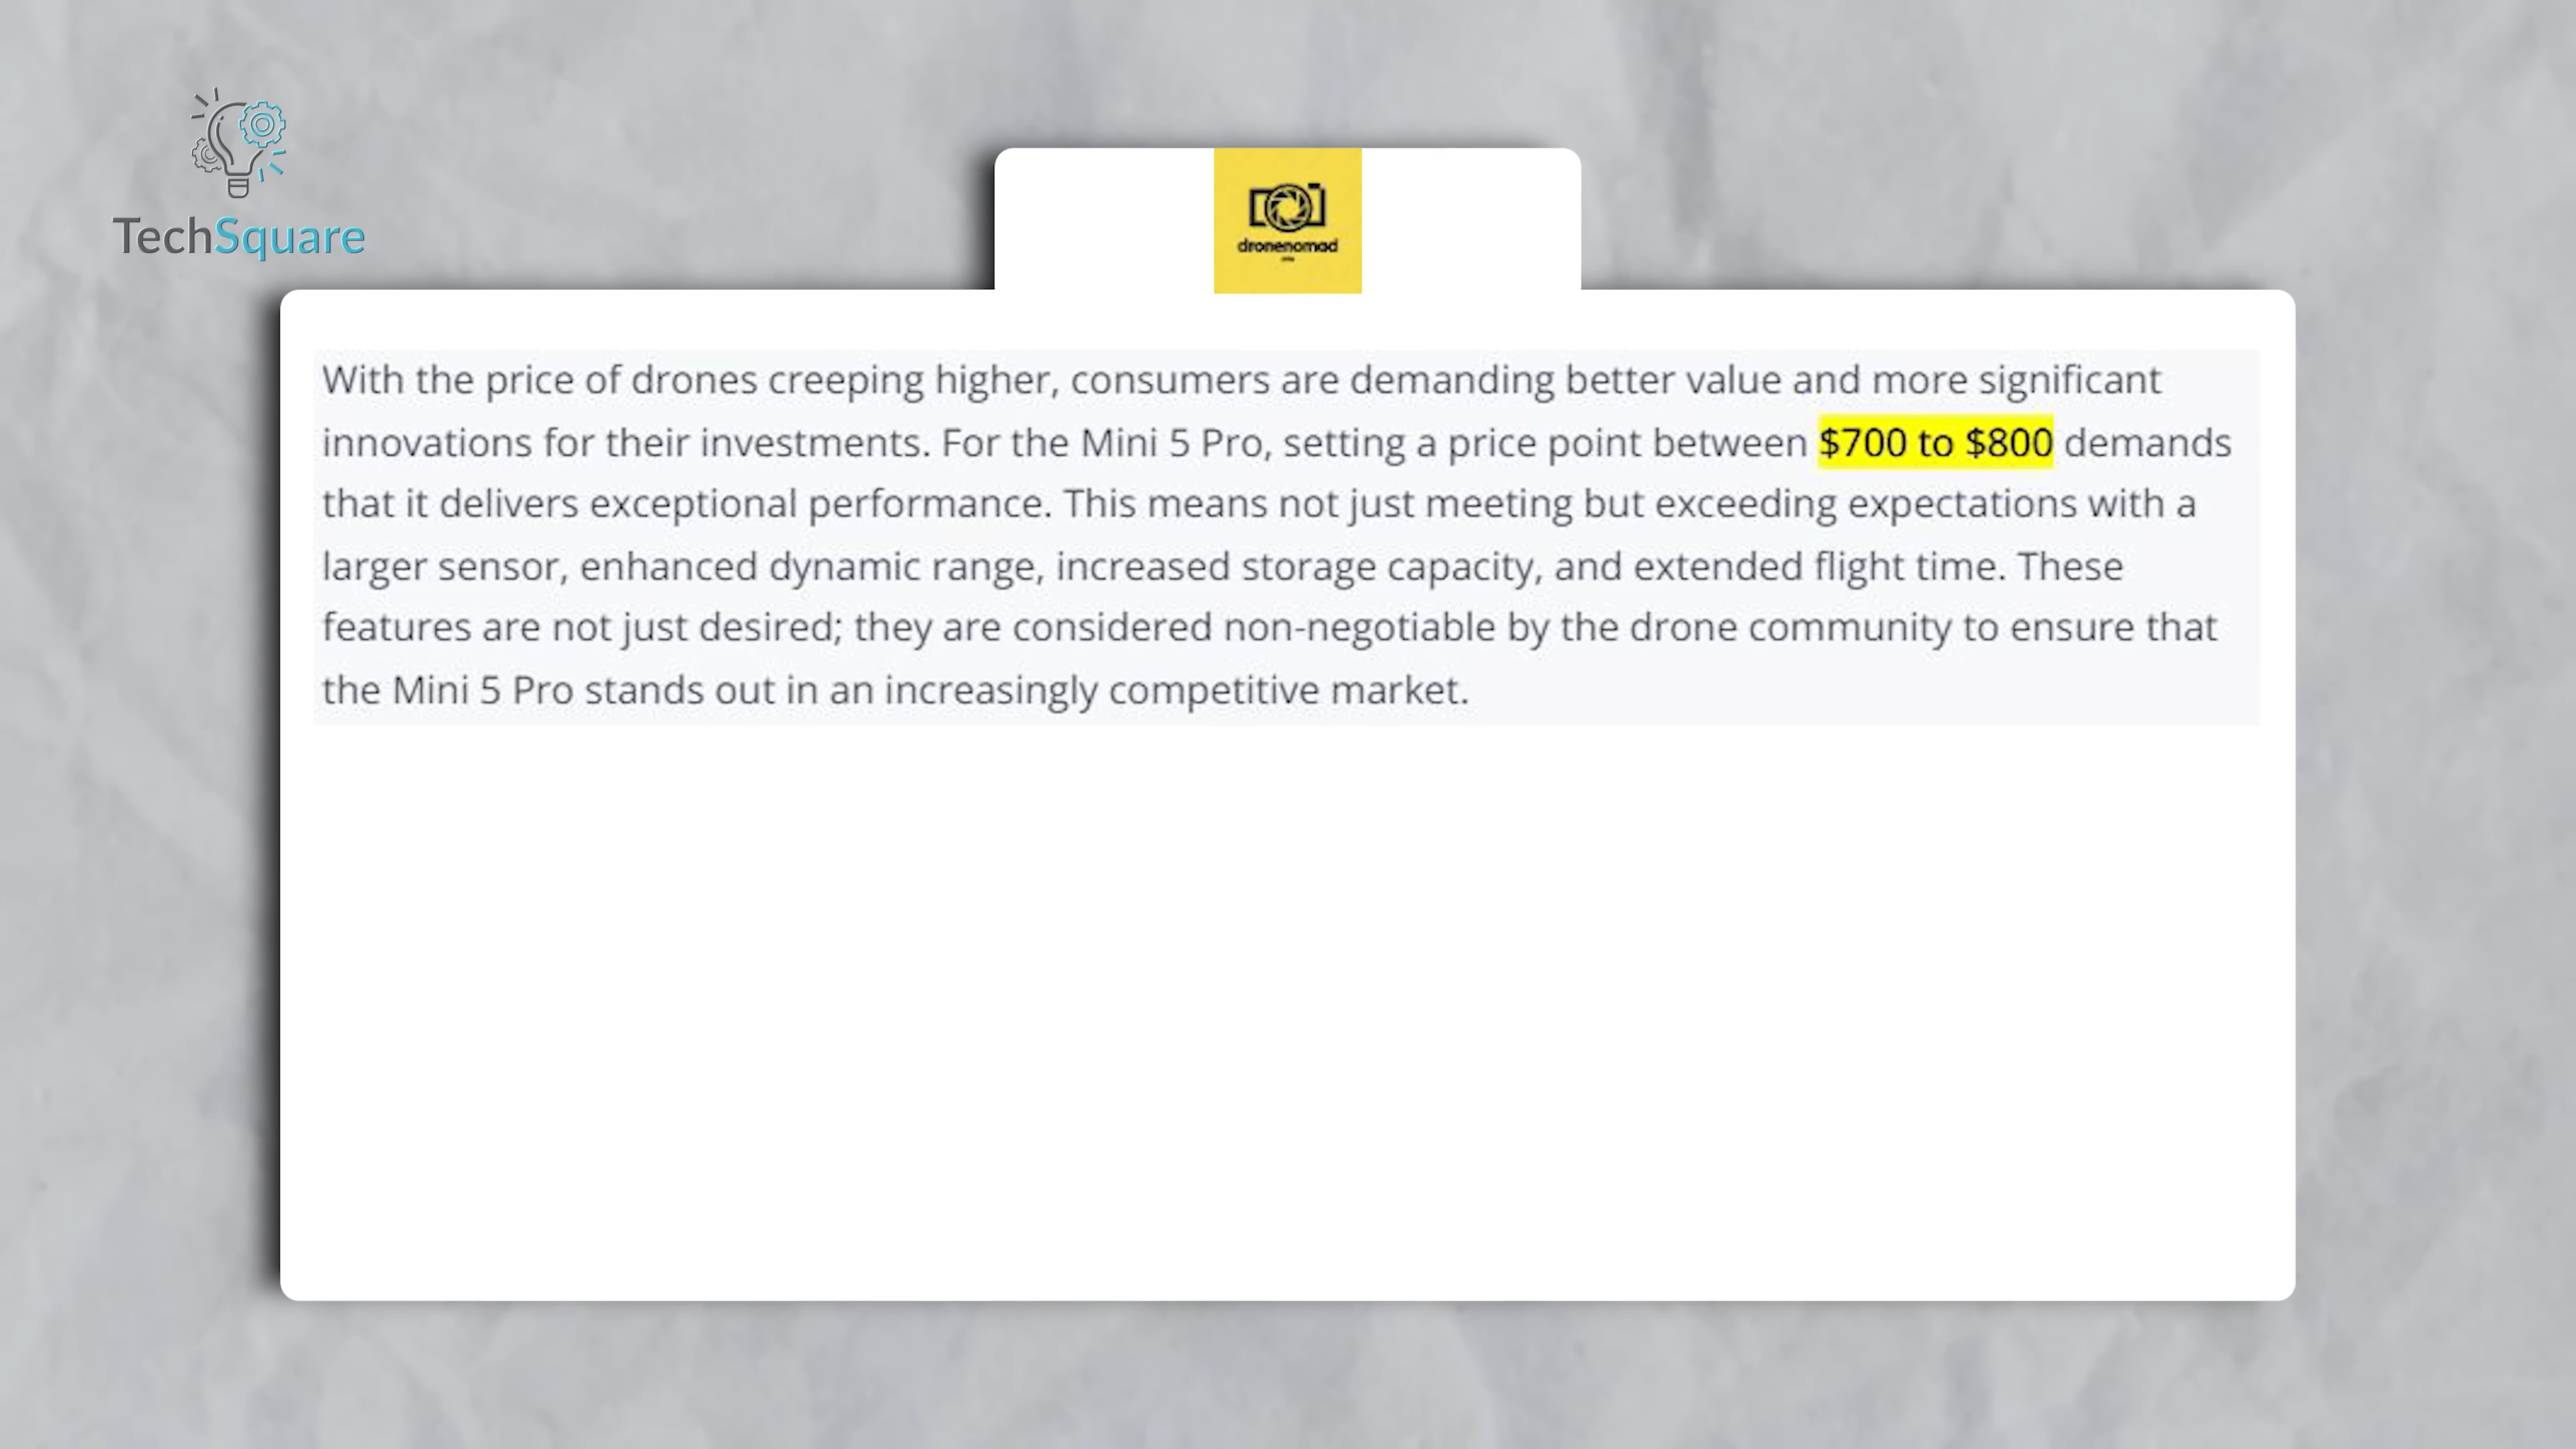 TechSquare
dronenomad
With the price of drones creeping higher, consumers are demanding better value and more significant
innovations for their investments. For the Mini 5 Pro, setting a price point between $700 to $800 demands
that it delivers exceptional performance. This means not just meeting but exceeding expectations with a
larger sensor, enhanced dynamic range, increased storage capacity, and extended flight time. These
features are not just desired; they are considered non-negotiable by the drone community to ensure that
the Mini 5 Pro stands out in an increasingly competitive market.